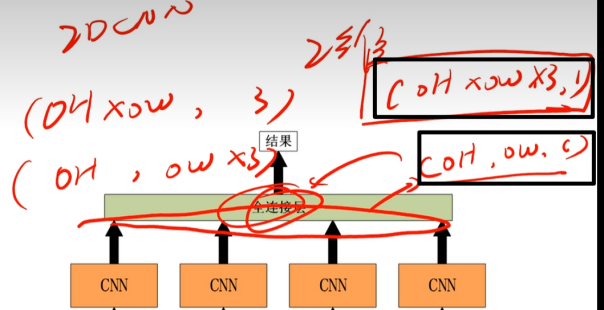 2DCNN
2维
(OH×OW, 3)
(OH×OW×3, 1)
结果
(OH, OW×3)
(OH, OW, C)
全连接层
CNN CNN CNN CNN